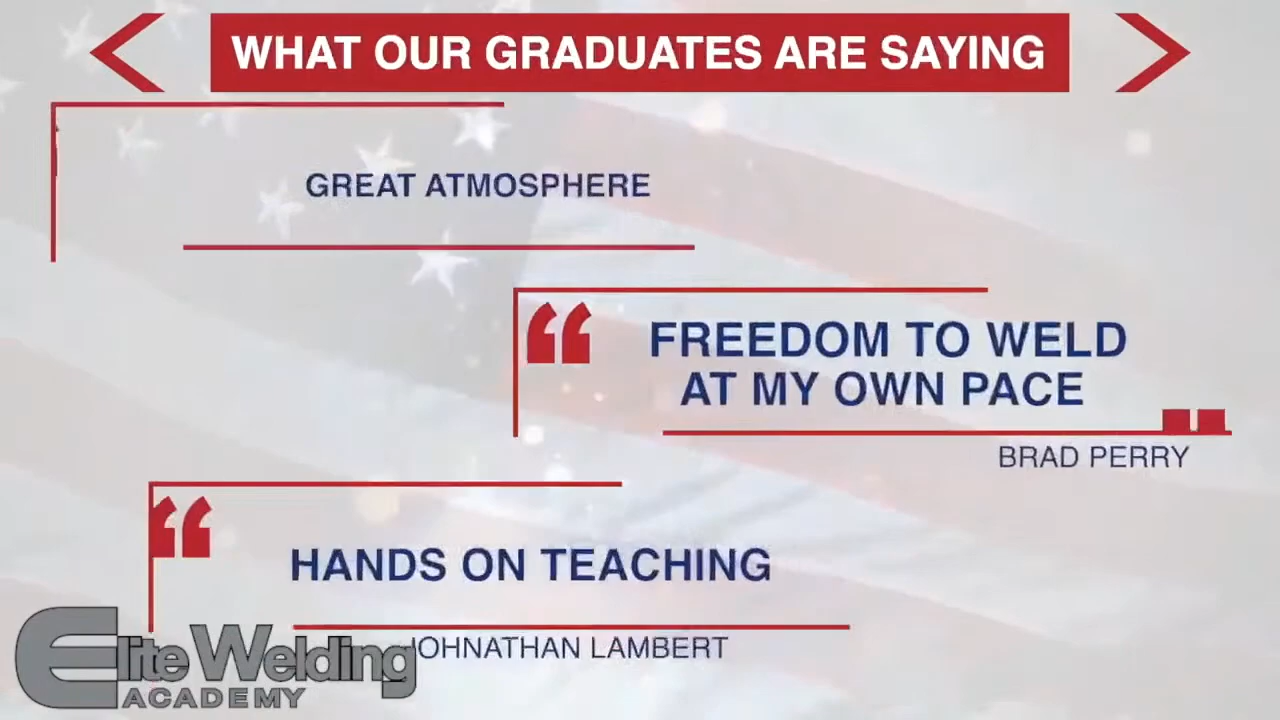 WHAT OUR GRADUATES ARE SAYING
GREAT ATMOSPHERE
“
FREEDOM TO WELD
AT MY OWN PACE
BRAD PERRY
“
HANDS ON TEACHING
JOHNATHAN LAMBERT
Elite Welding
ACADEMY